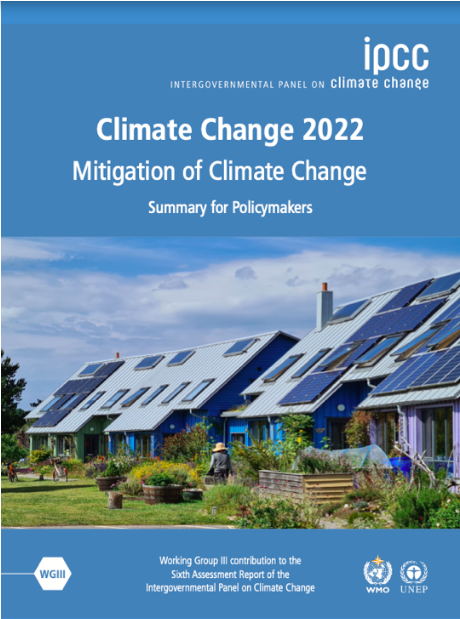 ipcc
INTERGOVERNMENTAL PANEL ON climate change
Climate Change 2022
Mitigation of Climate Change
Summary for Policymakers
WGIII
Working Group III contribution to the
Sixth Assessment Report of the
Intergovernmental Panel on Climate Change
WMO
UNEP